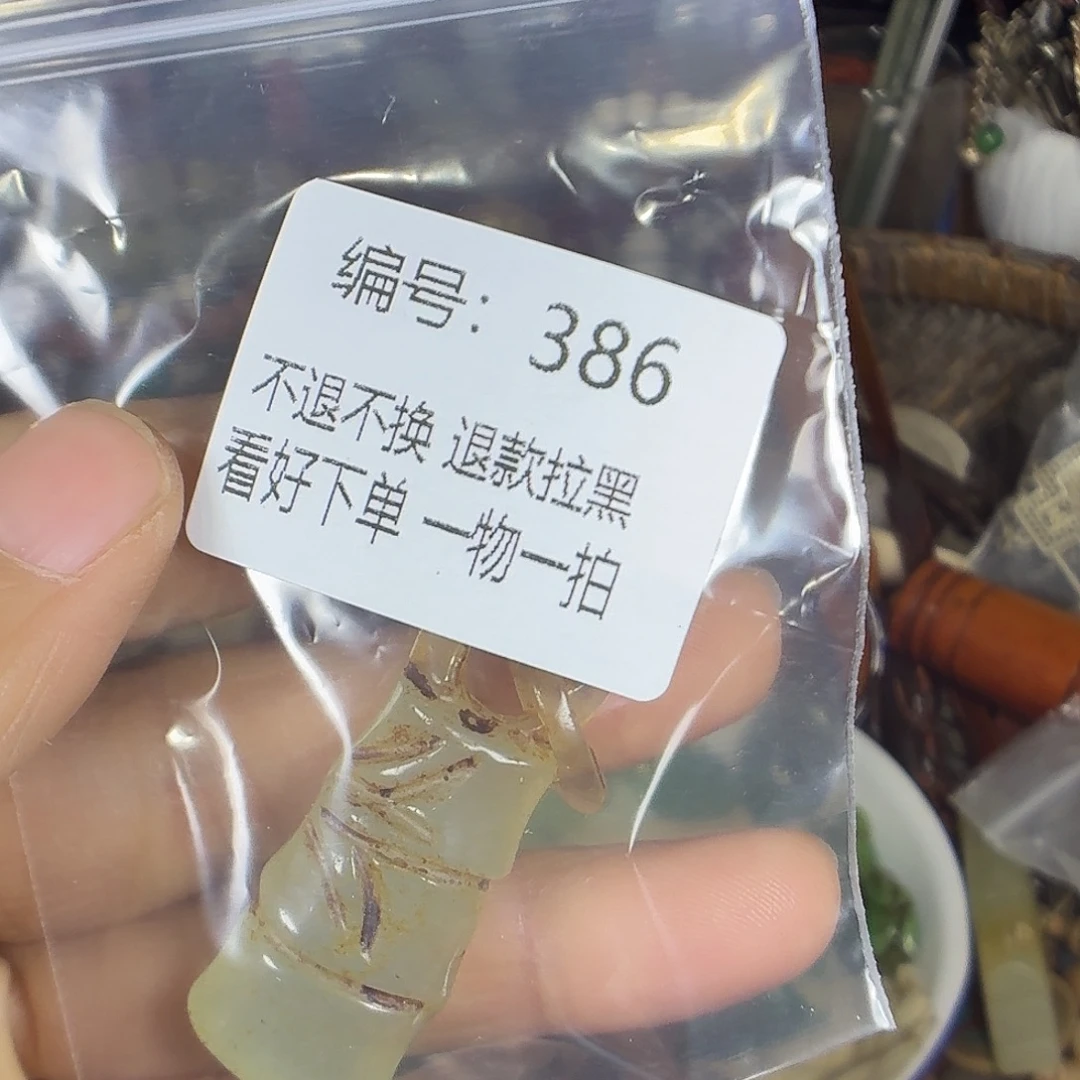 编号：386
不退不换 退款拉黑
看好下单 一物一拍